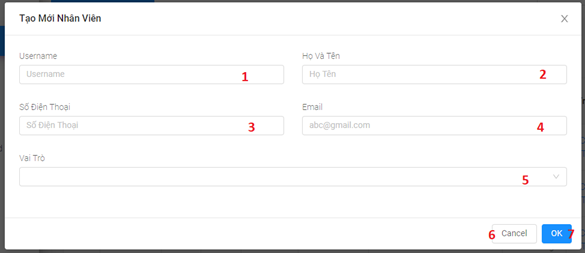 Tạo Mới Nhân Viên
Username
Họ Và Tên
Username 1
Họ Tên 2
Số Điện Thoại
Email
Số Điện Thoại 3
abc@gmail.com 4
Vai Trò
5
6 Cancel
OK 7